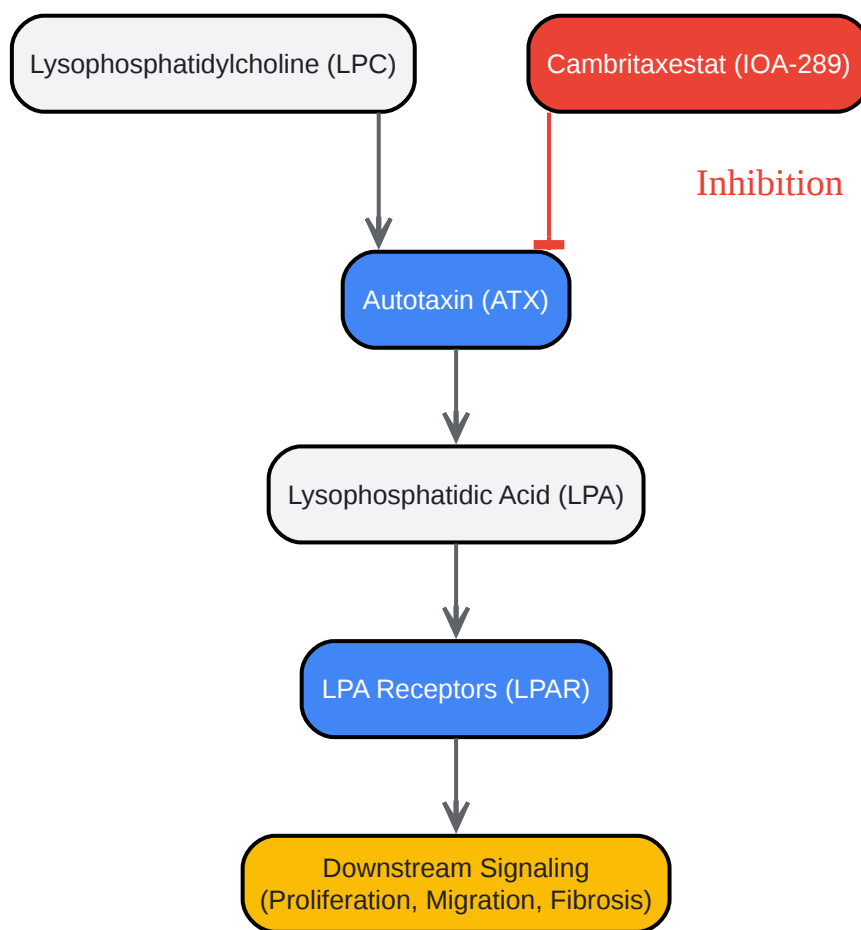 Lysophosphatidylcholine (LPC)
Cambritaxestat (IOA-289)
Inhibition
Autotaxin (ATX)
Lysophosphatidic Acid (LPA)
LPA Receptors (LPAR)
Downstream Signaling
(Proliferation, Migration, Fibrosis)